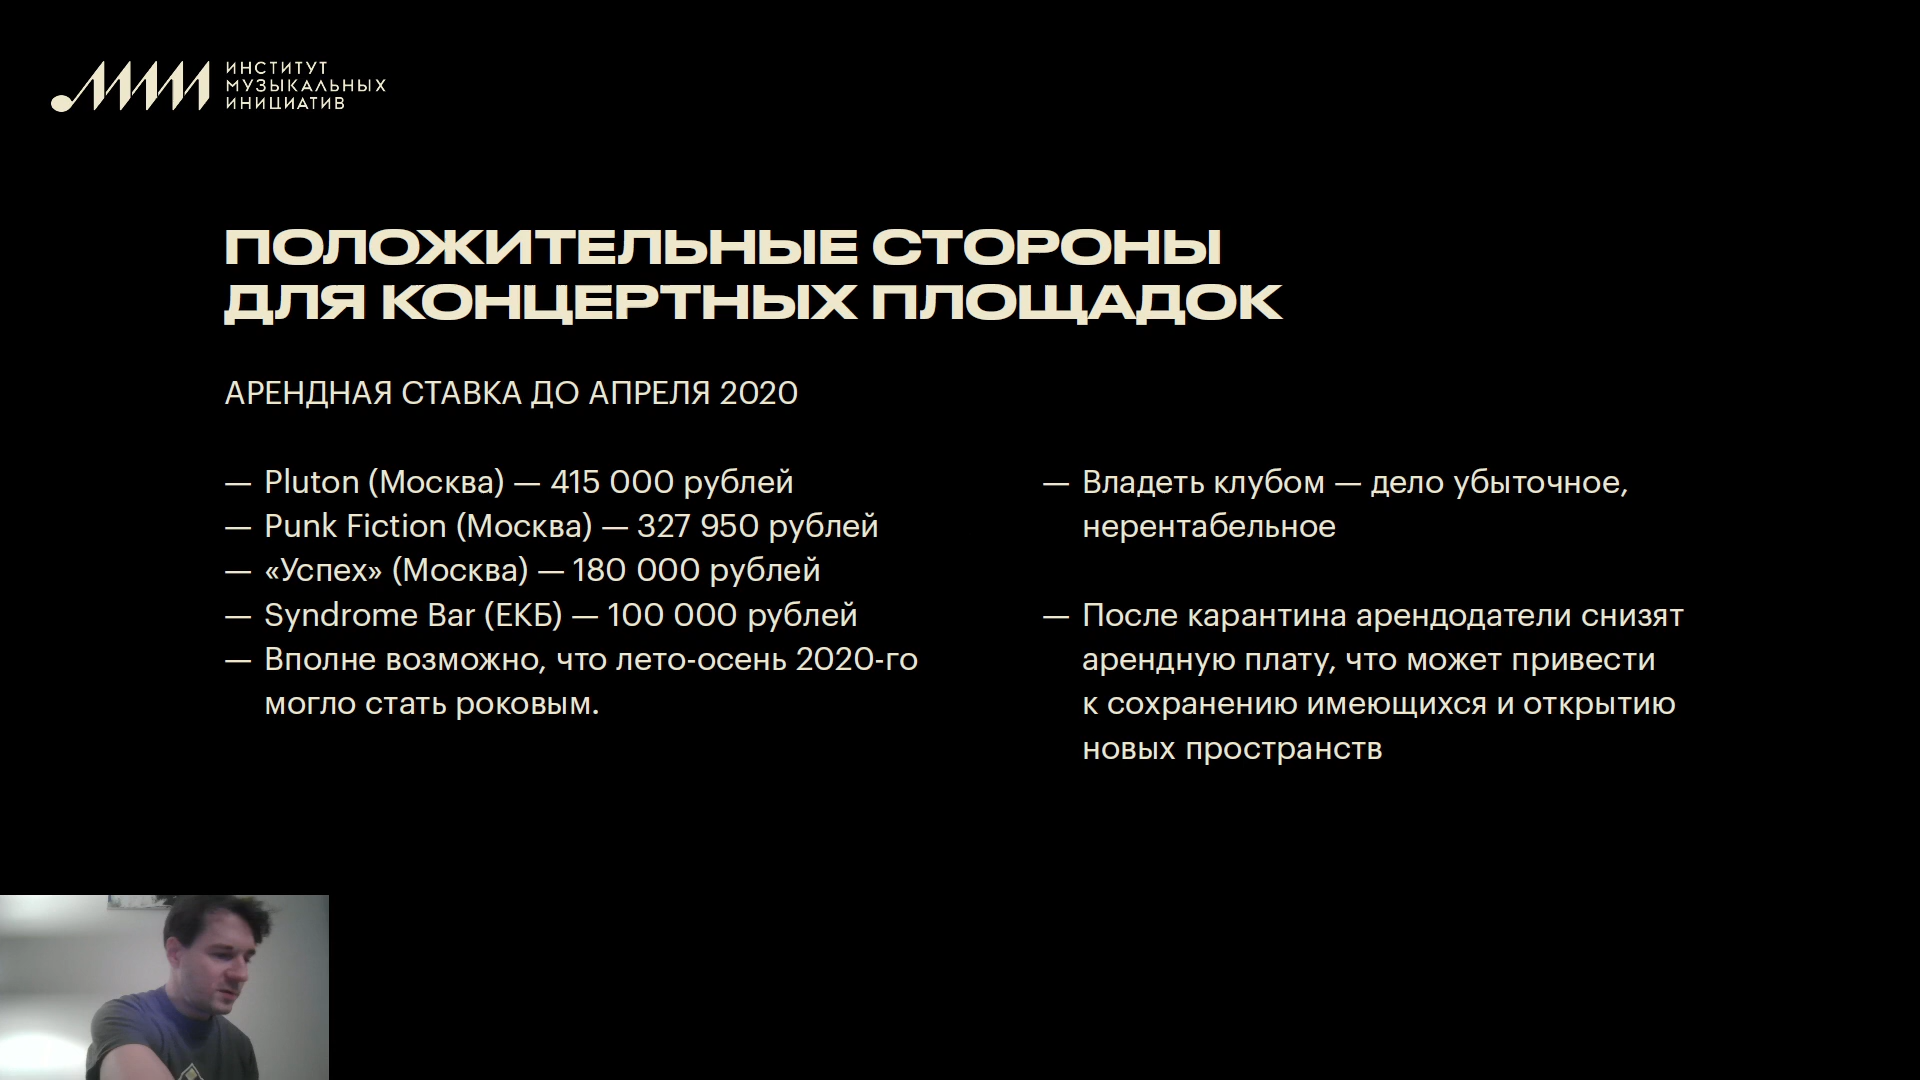 ИНСТИТУТ
МУЗЫКАЛЬНЫХ
ИНИЦИАТИВ
ПОЛОЖИТЕЛЬНЫЕ СТОРОНЫ
ДЛЯ КОНЦЕРТНЫХ ПЛОЩАДОК
АРЕНДНАЯ СТАВКА ДО АПРЕЛЯ 2020
— Pluton (Москва) — 415 000 рублей
— Punk Fiction (Москва) — 327 950 рублей
— «Успех» (Москва) — 180 000 рублей
— Syndrome Bar (ЕКБ) — 100 000 рублей
— Вполне возможно, что лето-осень 2020-го
могло стать роковым.
— Владеть клубом — дело убыточное,
нерентабельное
— После карантина арендодатели снизят
арендную плату, что может привести
к сохранению имеющихся и открытию
новых пространств